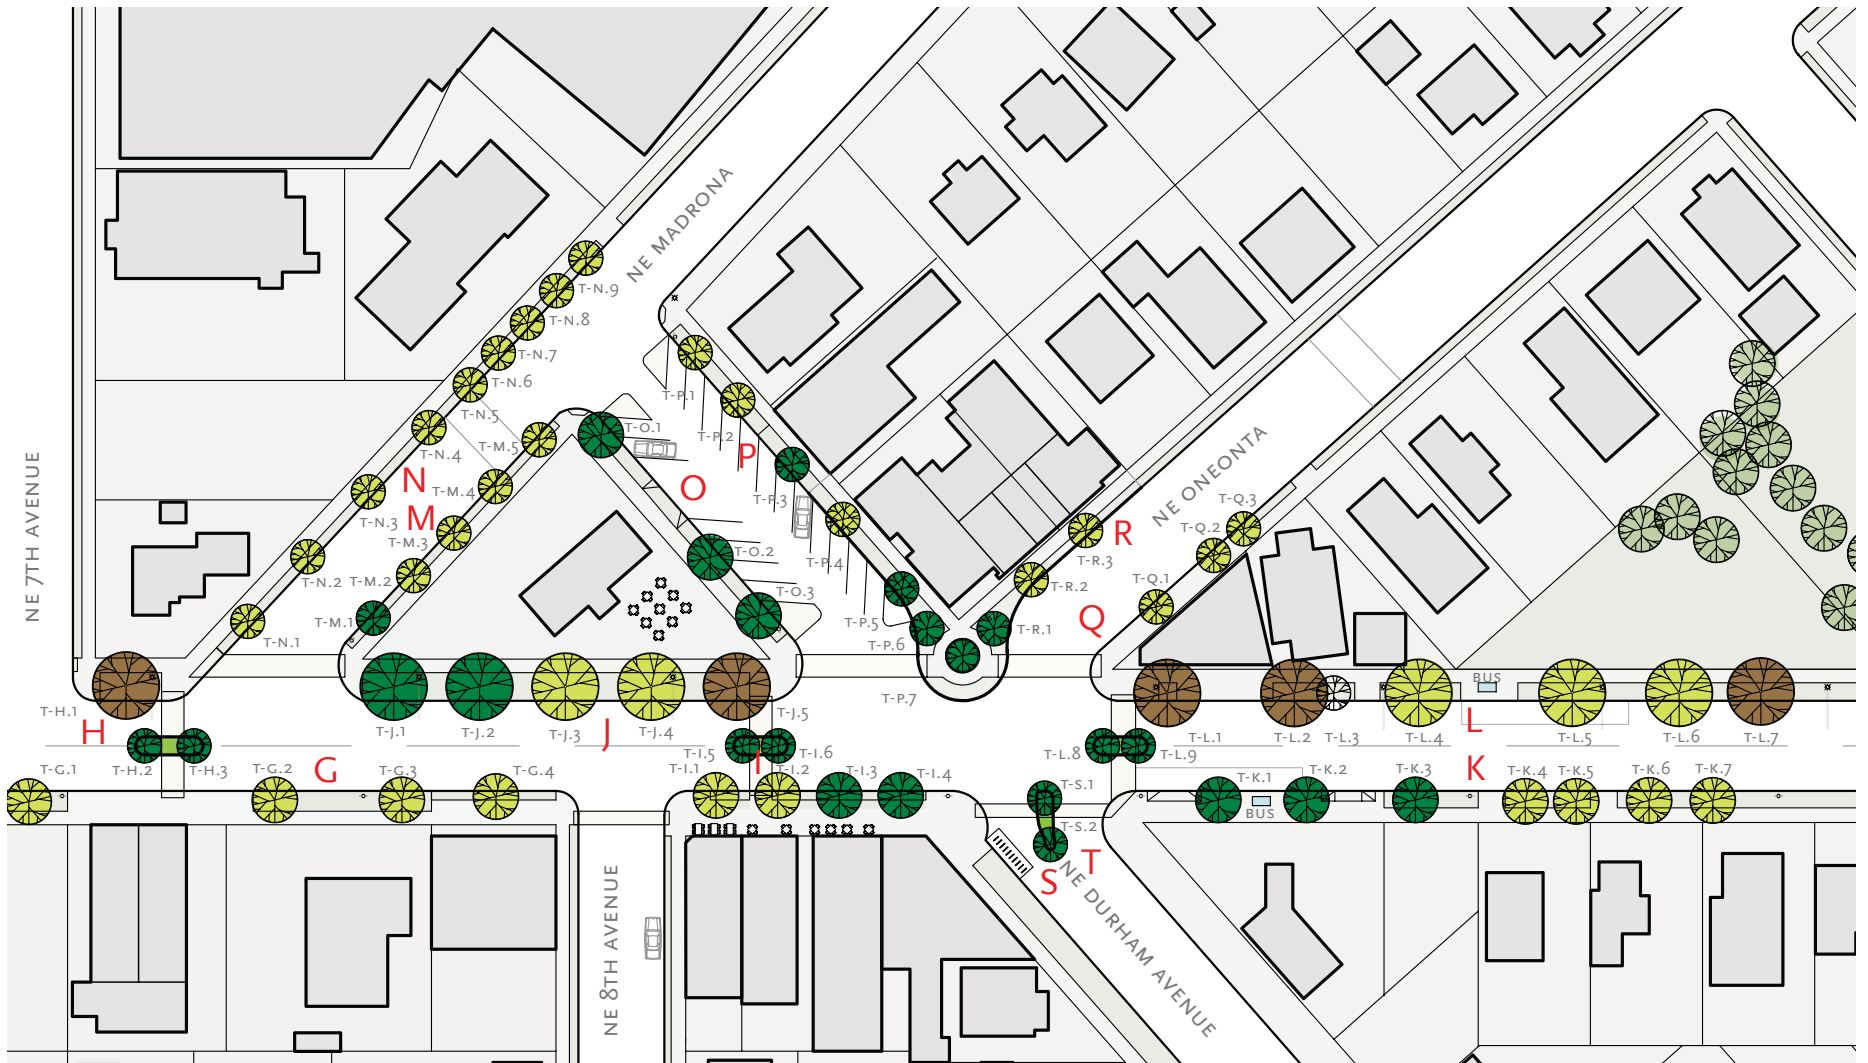 NE MADRONA
T-N.9
T-N.8
T-N.7
T-N.6
T-N.5
T-N.4
T-N.3
T-N.2
T-N.1
N
M
T-M.5
T-M.4
T-M.3
T-M.2
T-M.1
T-O.1
T-O.2
T-O.3
O
P
T-P.1
T-P.2
T-P.3
T-P.4
T-P.5
T-P.6
T-P.7
NE ONEONTA
R
T-R.3
T-R.2
T-R.1
Q
T-Q.3
T-Q.2
T-Q.1
NE 7TH AVENUE
T-H.1
H
T-H.2
T-H.3
T-J.1
T-J.2
T-J.3
T-J.4
T-J.5
J
BUS
L
T-L.1
T-L.2
T-L.3
T-L.4
T-L.5
T-L.6
T-L.7
T-L.8
T-L.9
T-G.1
T-G.2
T-G.3
T-G.4
G
T-I.5
T-I.6
I
T-I.1
T-I.2
T-I.3
T-I.4
K
T-K.1
T-K.2
T-K.3
T-K.4
T-K.5
T-K.6
T-K.7
BUS
T-S.1
T-S.2
T
S
NE 8TH AVENUE
NE DURHAM AVENUE